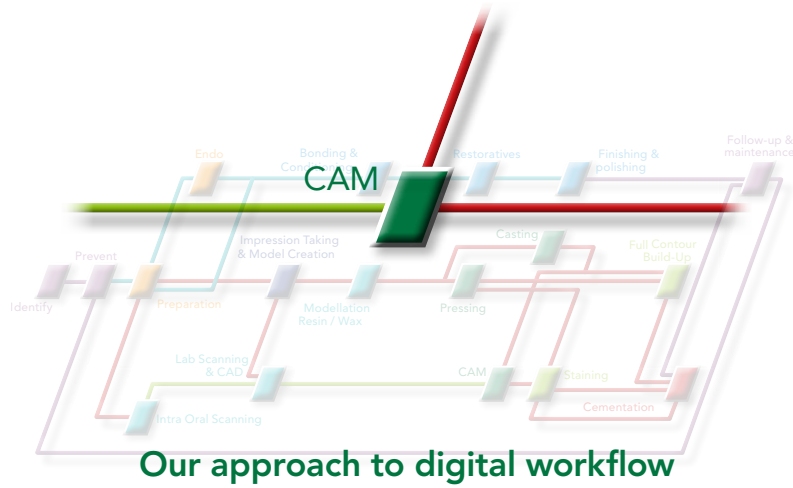 Follow-up &
maintenance
Endo
Bonding &
Conditioning
Restoratives
Finishing &
polishing
CAM
Casting
Impression Taking
& Model Creation
Full Contour
Build-Up
Prevent
Identify
Preparation
Modellation
Resin / Wax
Pressing
Lab Scanning
& CAD
CAM
Staining
Intra Oral Scanning
Cementation
Our approach to digital workflow